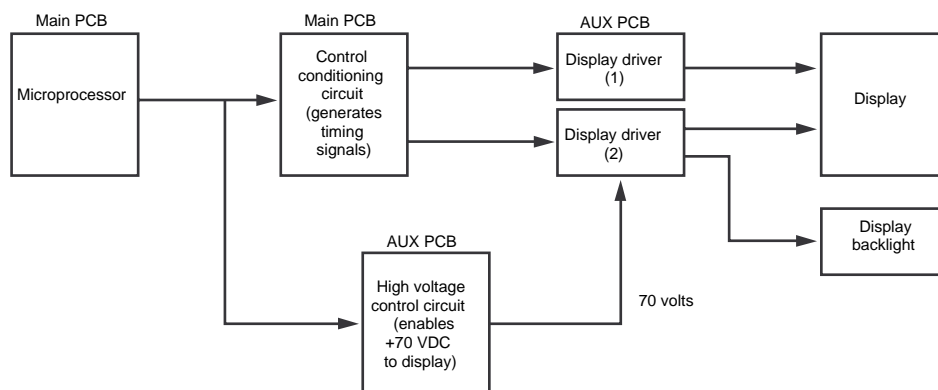 Main PCB
Microprocessor
Main PCB
Control
conditioning
circuit
(generates
timing
signals)
AUX PCB
Display driver
(1)
Display driver
(2)
Display
Display
backlight
AUX PCB
High voltage
control circuit
(enables
+70 VDC
to display)
70 volts